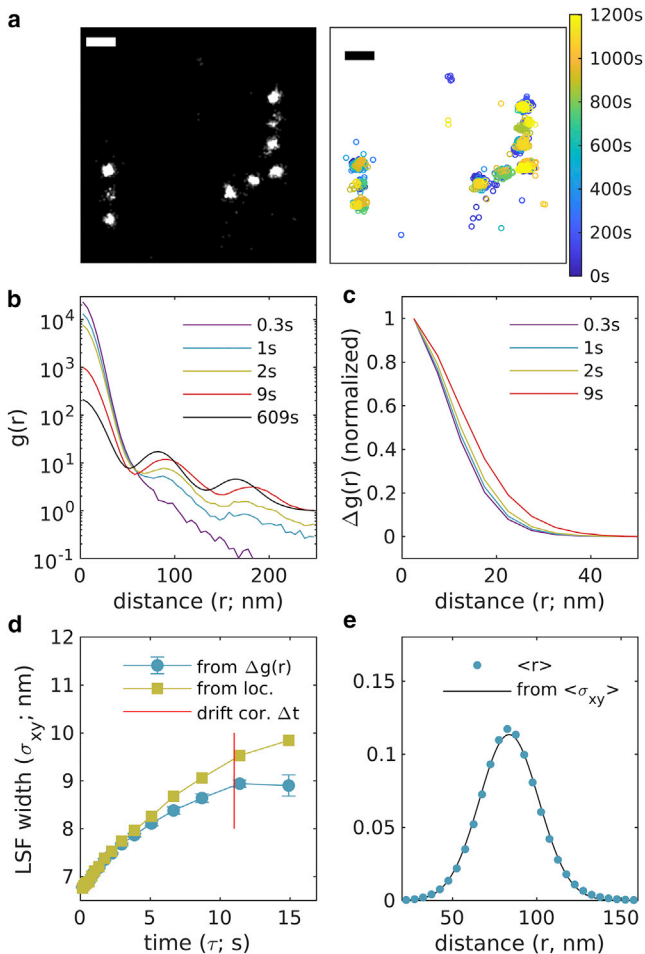 a
1200s
1000s
800s
600s
400s
200s
0s
b
g(r)
10^4
10^3
10^2
10^1
10^0
10^-1
0.3s
1s
2s
9s
609s
0
100
200
distance (r; nm)
c
Δg(r) (normalized)
1
0.8
0.6
0.4
0.2
0
0.3s
1s
2s
9s
0
20
40
distance (r, nm)
d
LSF width (σxy; nm)
12
11
10
9
8
7
from Δg(r)
from loc.
drift cor. Δt
0
5
10
15
time (τ; s)
e
0.15
0.1
0.05
0
<r>
from <σxy>
50
100
150
distance (r, nm)